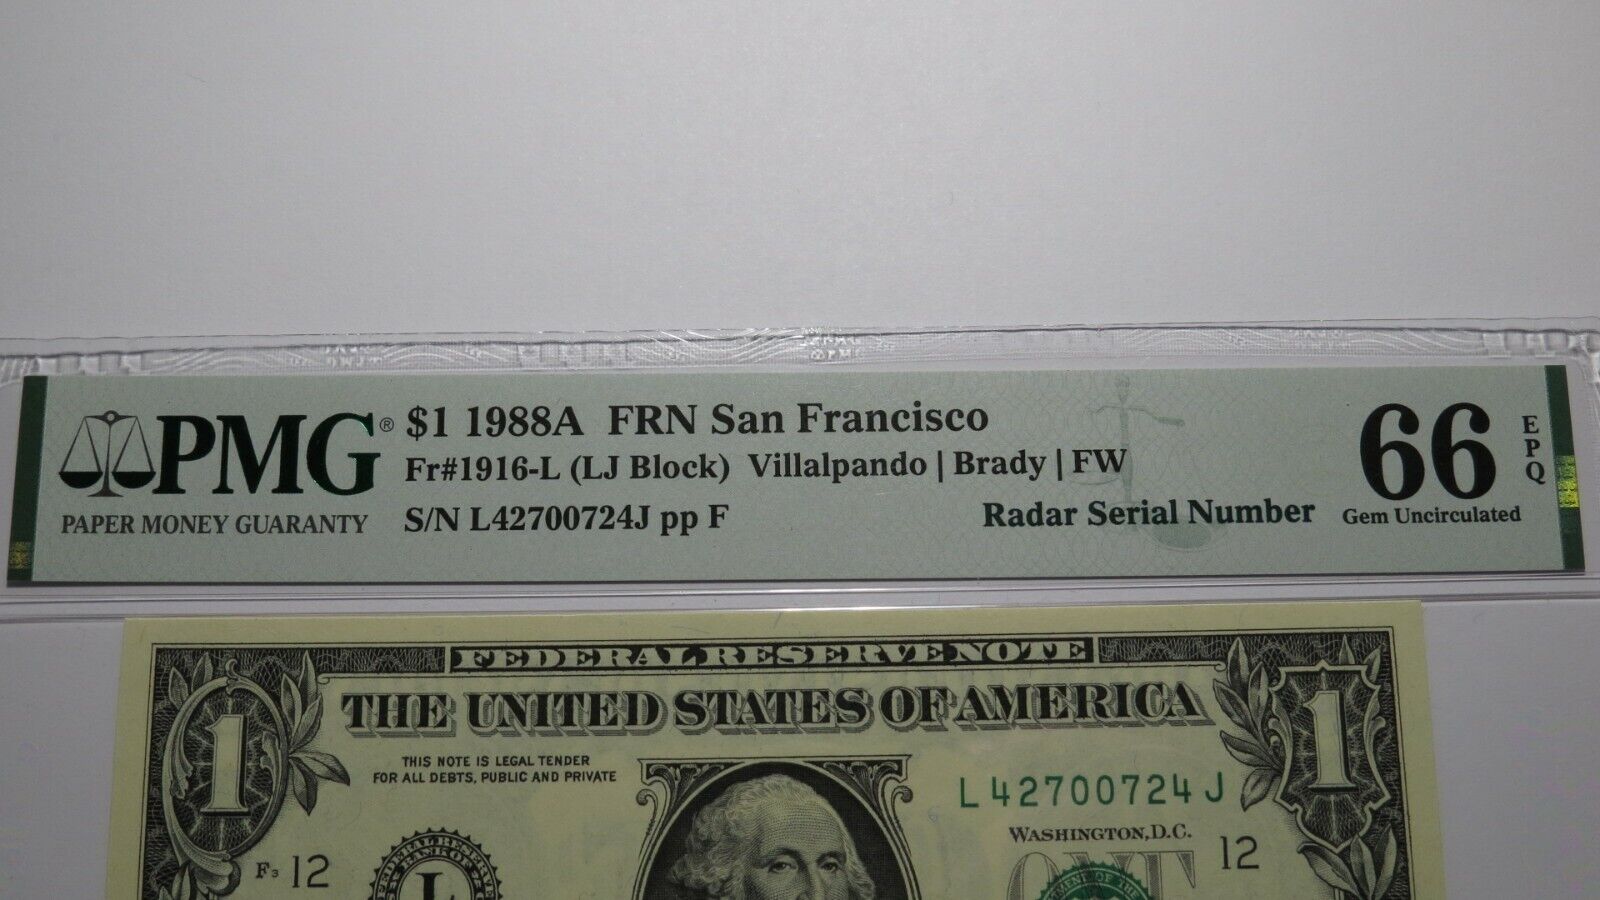 PMG®
PAPER MONEY GUARANTY
$1 1988A FRN San Francisco
Fr#1916-L (LJ Block) Villalpando | Brady | FW
S/N L42700724J pp F
Radar Serial Number
66
EPQ
Gem Uncirculated
FEDERAL RESERVE NOTE
THE UNITED STATES OF AMERICA
1
1
THIS NOTE IS LEGAL TENDER
FOR ALL DEBTS, PUBLIC AND PRIVATE
L 42700724 J
WASHINGTON, D.C.
F3 12
12
L
ONE